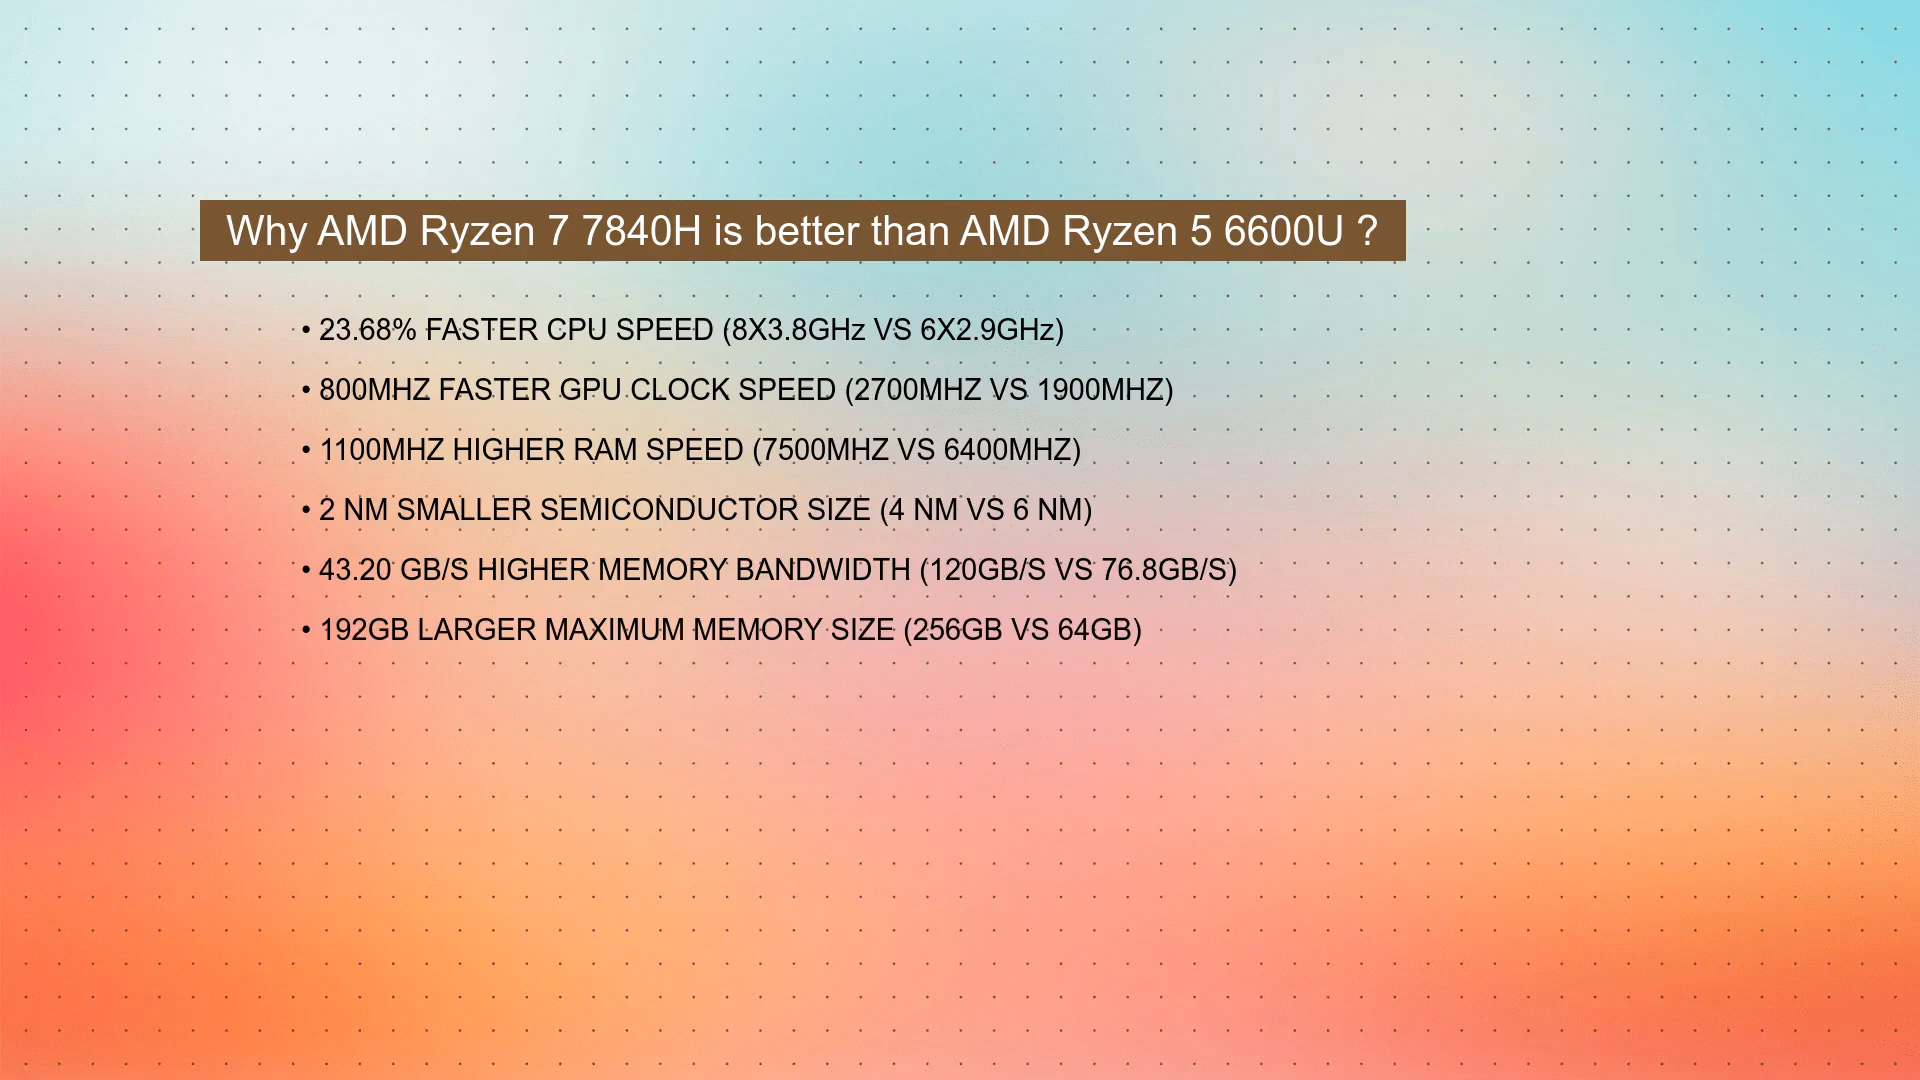 Why AMD Ryzen 7 7840H is better than AMD Ryzen 5 6600U ?
• 23.68% FASTER CPU SPEED (8X3.8GHz VS 6X2.9GHz)
• 800MHZ FASTER GPU CLOCK SPEED (2700MHZ VS 1900MHZ)
• 1100MHZ HIGHER RAM SPEED (7500MHZ VS 6400MHZ)
• 2 NM SMALLER SEMICONDUCTOR SIZE (4 NM VS 6 NM)
• 43.20 GB/S HIGHER MEMORY BANDWIDTH (120GB/S VS 76.8GB/S)
• 192GB LARGER MAXIMUM MEMORY SIZE (256GB VS 64GB)